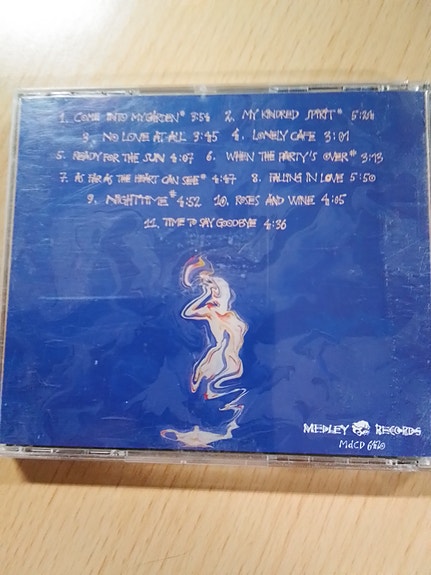 1. COME INTO MY GARDEN* 3:54 2. MY KINDRED SPIRIT* 5:24
3. NO LOVE AT ALL 3:45 4. LONELY CAFE 3:01
5. READY FOR THE SUN 4:07 6. WHEN THE PARTY'S OVER* 3:13
7. AS FAR AS THE HEART CAN SEE* 4:47 8. FALLING IN LOVE 5:50
9. NIGHTTIME* 4:52 10. ROSES AND WINE 4:05
11. TIME TO SAY GOODBYE 4:36
MEDLEY RECORDS
MdCD